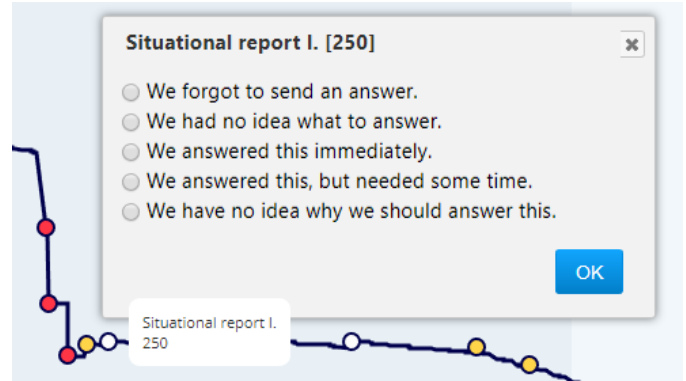 Situational report I. [250]
We forgot to send an answer.
We had no idea what to answer.
We answered this immediately.
We answered this, but needed some time.
We have no idea why we should answer this.
OK
Situational report I.
250